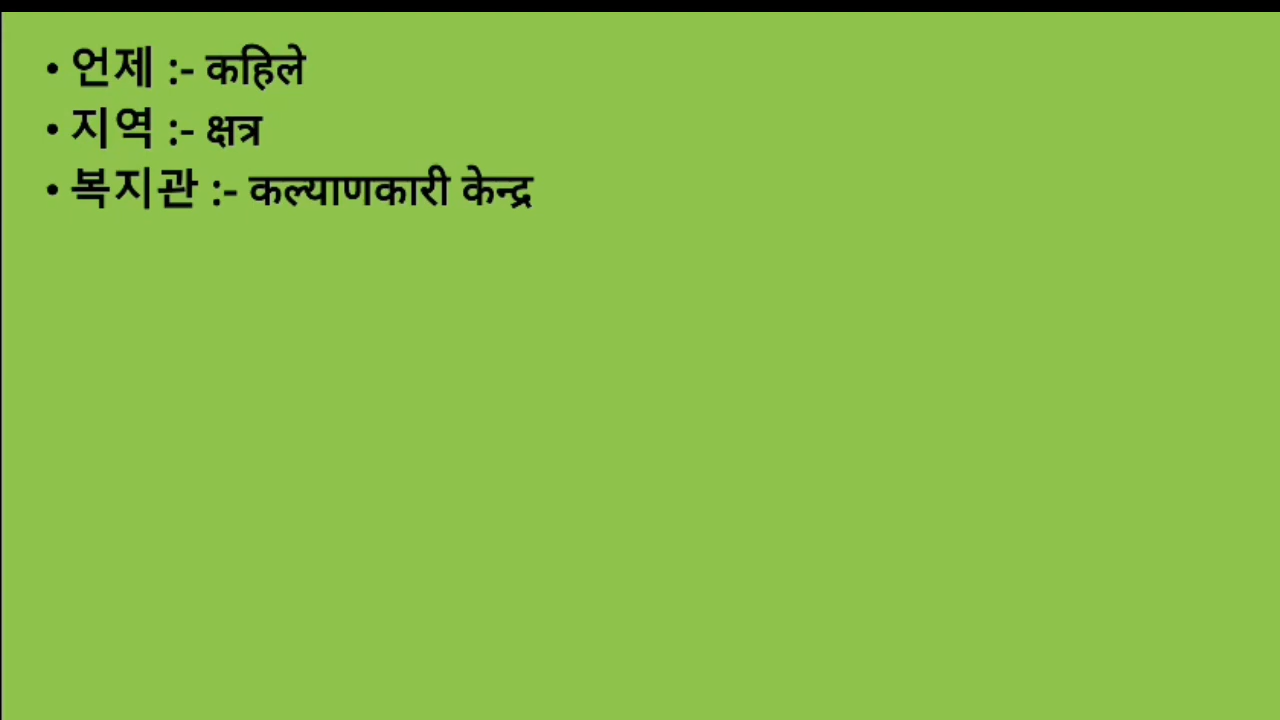 • 언제 :- कहिले
• 지역 :- क्षत्र
• 복지관 :- कल्याणकारी केन्द्र